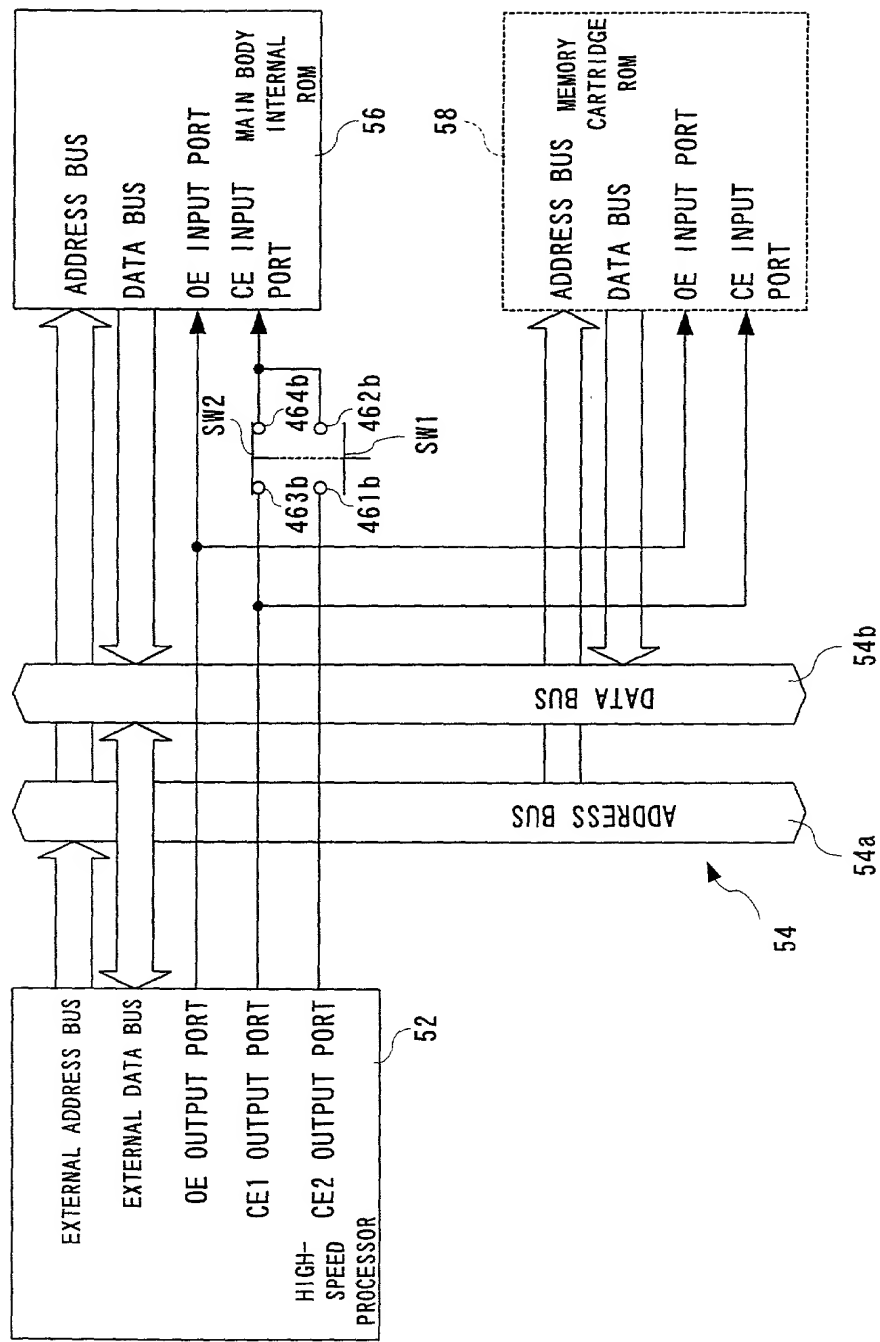 EXTERNAL ADDRESS BUS
EXTERNAL DATA BUS
OE OUTPUT PORT
CE1 OUTPUT PORT
CE2 OUTPUT PORT
HIGH-
SPEED
PROCESSOR
52
54
54a
ADDRESS BUS
54b
DATA BUS
SW2
463b
464b
461b
462b
SW1
ADDRESS BUS
DATA BUS
OE INPUT PORT
CE INPUT
PORT
MAIN BODY
INTERNAL
ROM
56
58
ADDRESS BUS
DATA BUS
OE INPUT PORT
CE INPUT
PORT
MEMORY
CARTRIDGE
ROM